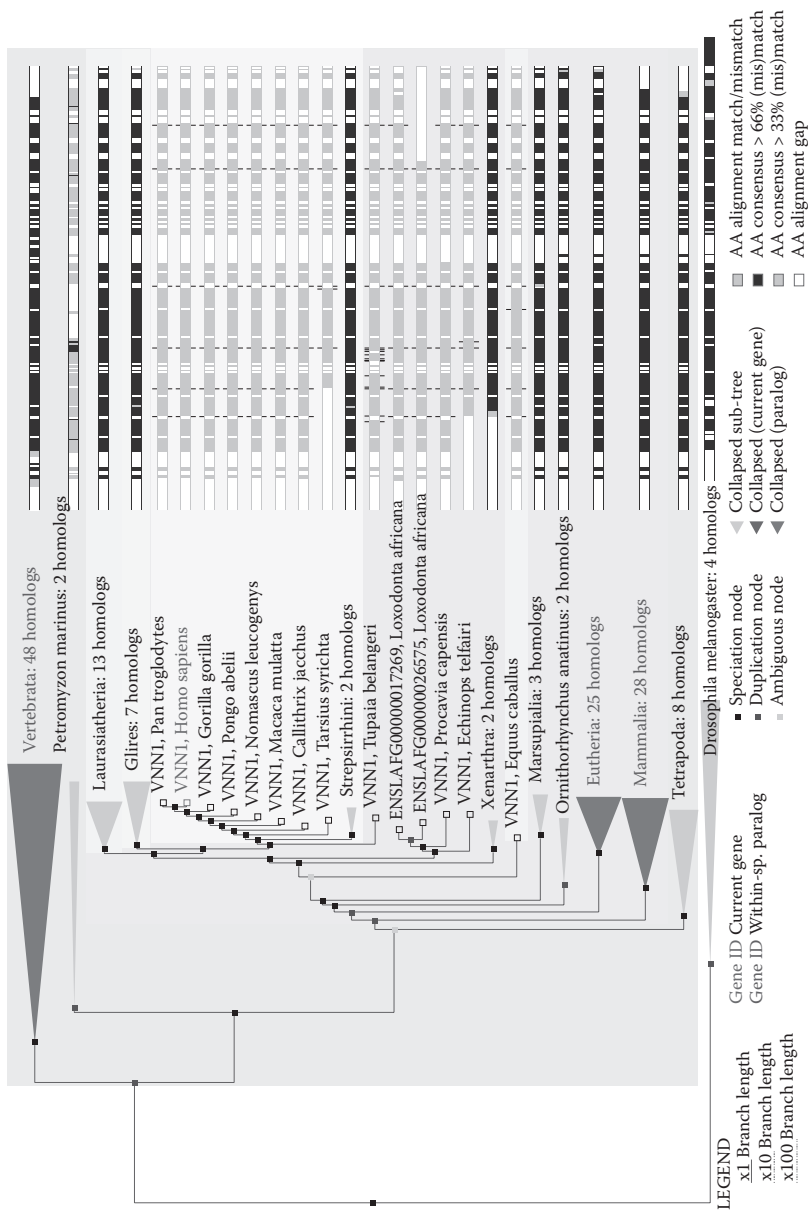 Vertebrata: 48 homologs
Petromyzon marinus: 2 homologs
Laurasiatheria: 13 homologs
Glires: 7 homologs
VNN1, Pan troglodytes
VNN1, Homo sapiens
VNN1, Gorilla gorilla
VNN1, Pongo abelii
VNN1, Nomascus leucogenys
VNN1, Macaca mulatta
VNN1, Callithrix jacchus
VNN1, Tarsius syrichta
Strepsirrhini: 2 homologs
VNN1, Tupaia belangeri
ENSLAFG00000017269, Loxodonta africana
ENSLAFG00000026575, Loxodonta africana
VNN1, Procavia capensis
VNN1, Echinops telfairi
Xenarthra: 2 homologs
VNN1, Equus caballus
Marsupialia: 3 homologs
Ornithorhynchus anatinus: 2 homologs
Eutheria: 25 homologs
Mammalia: 28 homologs
Tetrapoda: 8 homologs
Drosophila melanogaster: 4 homologs
LEGEND
x1 Branch length
x10 Branch length
x100 Branch length
Gene ID Current gene
Gene ID Within-sp. paralog
Speciation node
Duplication node
Ambiguous node
Collapsed sub-tree
Collapsed (current gene)
Collapsed (paralog)
AA alignment match/mismatch
AA consensus > 66% (mis)match
AA consensus > 33% (mis)match
AA alignment gap